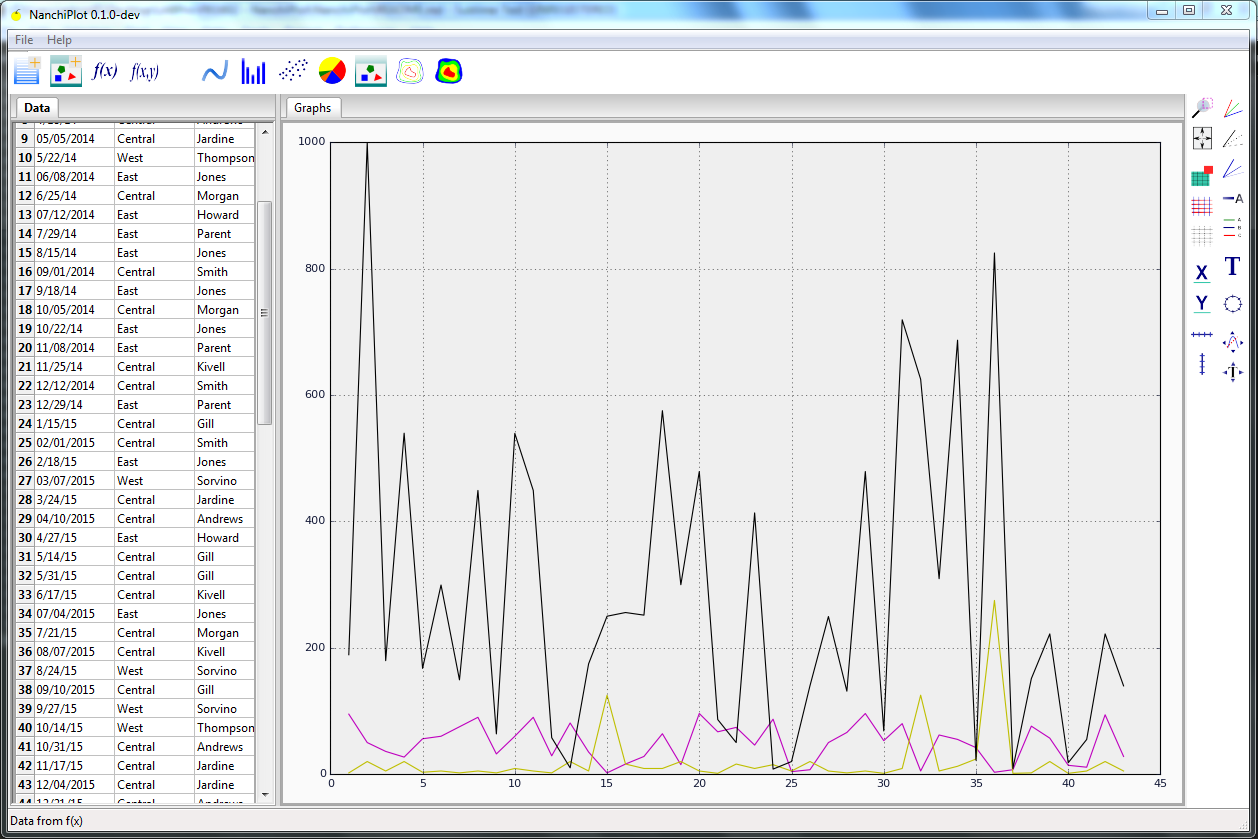 NanchiPlot 0.1.0-dev
File Help
f(x) f(x,y)
Data
Graphs
9 05/05/2014 Central Jardine
10 5/22/14 West Thompson
11 06/08/2014 East Jones
12 6/25/14 Central Morgan
13 07/12/2014 East Howard
14 7/29/14 East Parent
15 8/15/14 East Jones
16 09/01/2014 Central Smith
17 9/18/14 East Jones
18 10/05/2014 Central Morgan
19 10/22/14 East Jones
20 11/08/2014 East Parent
21 11/25/14 Central Kivell
22 12/12/2014 Central Smith
23 12/29/14 East Parent
24 1/15/15 Central Gill
25 02/01/2015 Central Smith
26 2/18/15 East Jones
27 03/07/2015 West Sorvino
28 3/24/15 Central Jardine
29 04/10/2015 Central Andrews
30 4/27/15 East Howard
31 5/14/15 Central Gill
32 5/31/15 Central Gill
33 6/17/15 Central Kivell
34 07/04/2015 East Jones
35 7/21/15 Central Morgan
36 08/07/2015 Central Kivell
37 8/24/15 West Sorvino
38 09/10/2015 Central Gill
39 9/27/15 West Sorvino
40 10/14/15 West Thompson
41 10/31/15 Central Andrews
42 11/17/15 Central Jardine
43 12/04/2015 Central Jardine
44 12/21/15 Central Andrews
1000
800
600
400
200
0
0 5 10 15 20 25 30 35 40 45
A
A
B
C
X T
Y
T
Data from f(x)